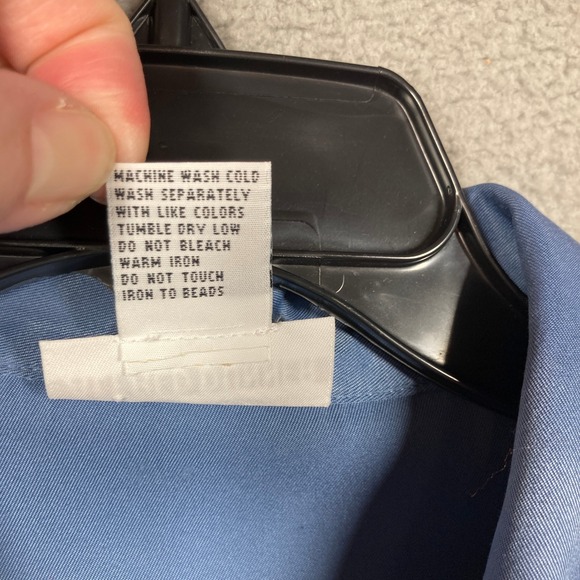 MACHINE WASH COLD
WASH SEPARATELY
WITH LIKE COLORS
TUMBLE DRY LOW
DO NOT BLEACH
WARM IRON
DO NOT TOUCH
IRON TO BEADS